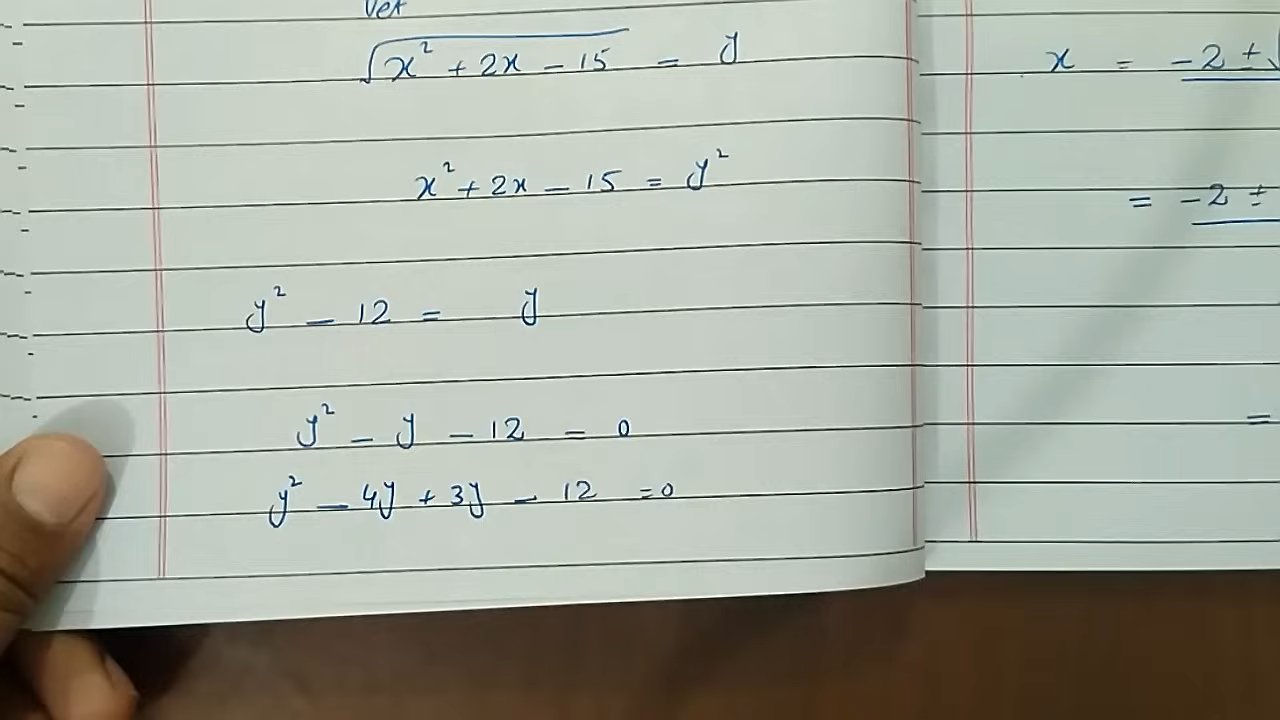 √(x² + 2x - 15) = y
x² + 2x - 15 = y²
y² - 12 = y
y² - y - 12 = 0
y² - 4y + 3y - 12 = 0
x = -2 ± √
= -2 ±
=